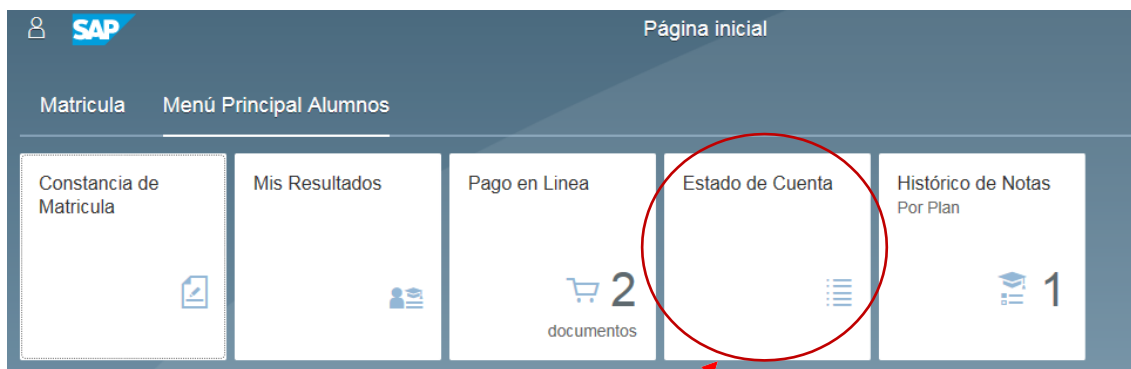 SAP
Página inicial
Matricula
Menú Principal Alumnos
Constancia de
Matricula
Mis Resultados
Pago en Linea
2
documentos
Estado de Cuenta
Histórico de Notas
Por Plan
1